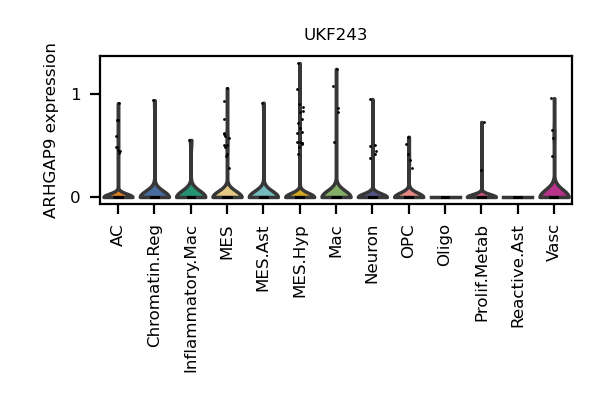 UKF243
ARHGAP9 expression
1
0
AC
Chromatin.Reg
Inflammatory.Mac
MES
MES.Ast
MES.Hyp
Mac
Neuron
OPC
Oligo
Prolif.Metab
Reactive.Ast
Vasc